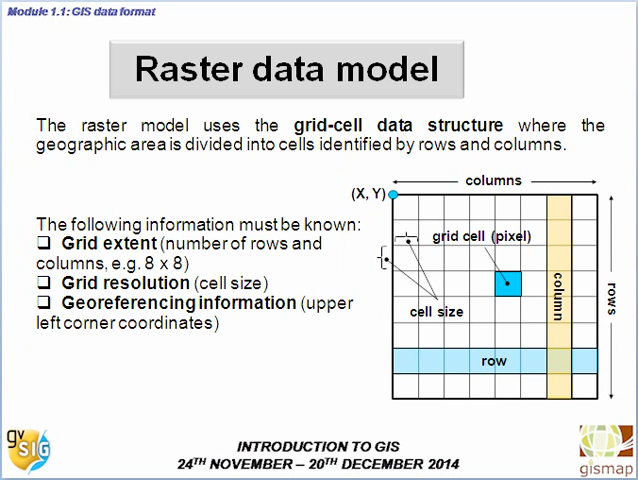 Module 1.1: GIS data format
Raster data model
The raster model uses the grid-cell data structure where the
geographic area is divided into cells identified by rows and columns.
The following information must be known:
❑ Grid extent (number of rows and
columns, e.g. 8 x 8)
❑ Grid resolution (cell size)
❑ Georeferencing information (upper
left corner coordinates)
columns
(X, Y)
grid cell (pixel)
cell size
column
rows
row
gvSIG
INTRODUCTION TO GIS
24TH NOVEMBER – 20TH DECEMBER 2014
gismap